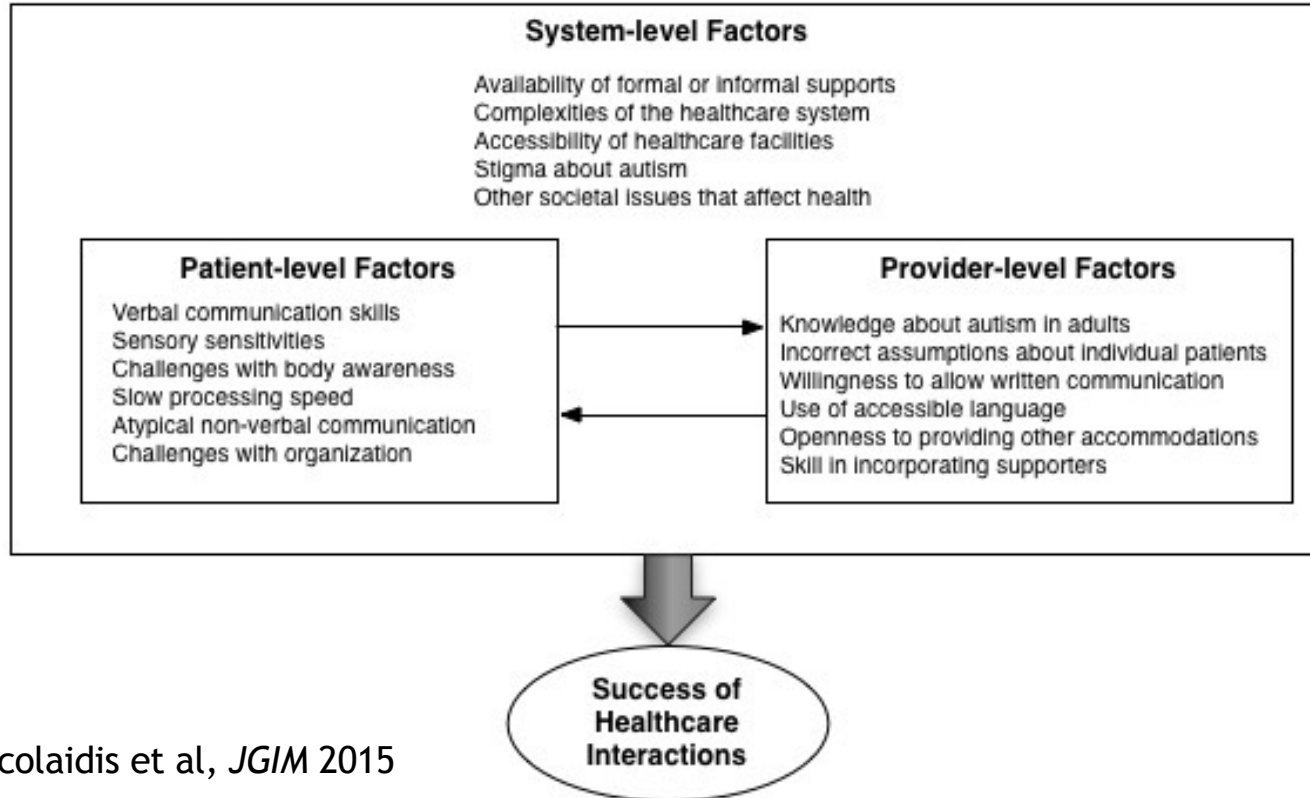 System-level Factors
Availability of formal or informal supports
Complexities of the healthcare system
Accessibility of healthcare facilities
Stigma about autism
Other societal issues that affect health
Patient-level Factors
Verbal communication skills
Sensory sensitivities
Challenges with body awareness
Slow processing speed
Atypical non-verbal communication
Challenges with organization
Provider-level Factors
Knowledge about autism in adults
Incorrect assumptions about individual patients
Willingness to allow written communication
Use of accessible language
Openness to providing other accommodations
Skill in incorporating supporters
Success of
Healthcare
Interactions
colaidis et al, JGIM 2015